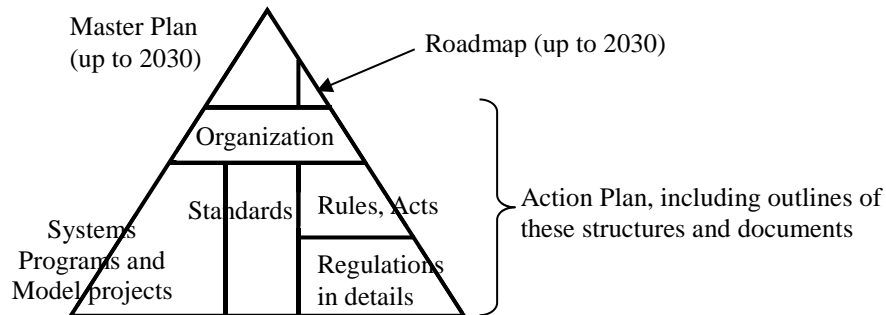 Master Plan
(up to 2030)
Roadmap (up to 2030)
Organization
Standards
Rules, Acts
Systems
Programs and
Model projects
Regulations
in details
Action Plan, including outlines of
these structures and documents